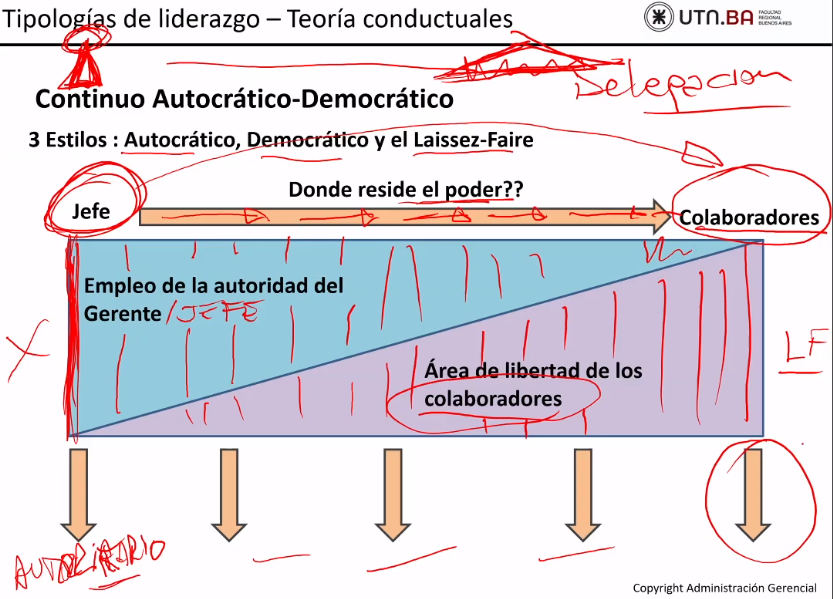 Tipologías de liderazgo – Teoría conductuales
UTN.BA
FACULTAD
REGIONAL
BUENOS AIRES
Delegacion
Continuo Autocrático-Democrático
3 Estilos : Autocrático, Democrático y el Laissez-Faire
Donde reside el poder??
Jefe
Colaboradores
Empleo de la autoridad del
Gerente /JEFE
X
LF
Área de libertad de los
colaboradores
AUTORITARIO
Copyright Administración Gerencial